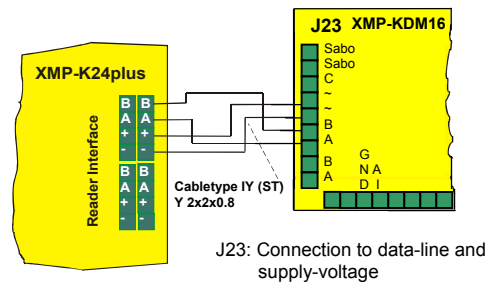 J23 XMP-KDM16
Sabo
Sabo
C
~
~
B
A
B
A
G
N A
D I
XMP-K24plus
Reader Interface
B B
A A
+ +
- -
B B
A A
+ +
- -
Cabletype IY (ST)
Y 2x2x0.8
J23: Connection to data-line and
supply-voltage